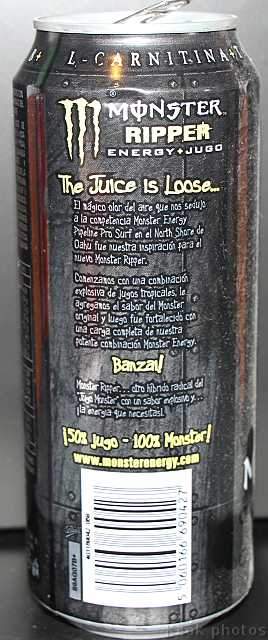 L-CARNITINA+T
MONSTER
RIPPER
ENERGY+JUGO
The Juice is Loose...
El mágico olor del aire que nos sedujo
a la competencia Monster Energy
Pipeline Pro Surf en el North Shore de
Oahu fue nuestra inspiración para el
nuevo Monster Ripper.
Comenzamos con una combinación
explosiva de jugos tropicales, le
agregamos el sabor del Monster
original y luego fue fortalecido con
una carga completa de nuestra
potente combinación Monster Energy.
Banzai!
Monster Ripper... otro híbrido radical del
"Jugo Monster" con un sabor explosivo y...
¡la energía que necesitas!
¡50% Jugo - 100% Monster!
www.monsterenergy.com
5 060166 690427